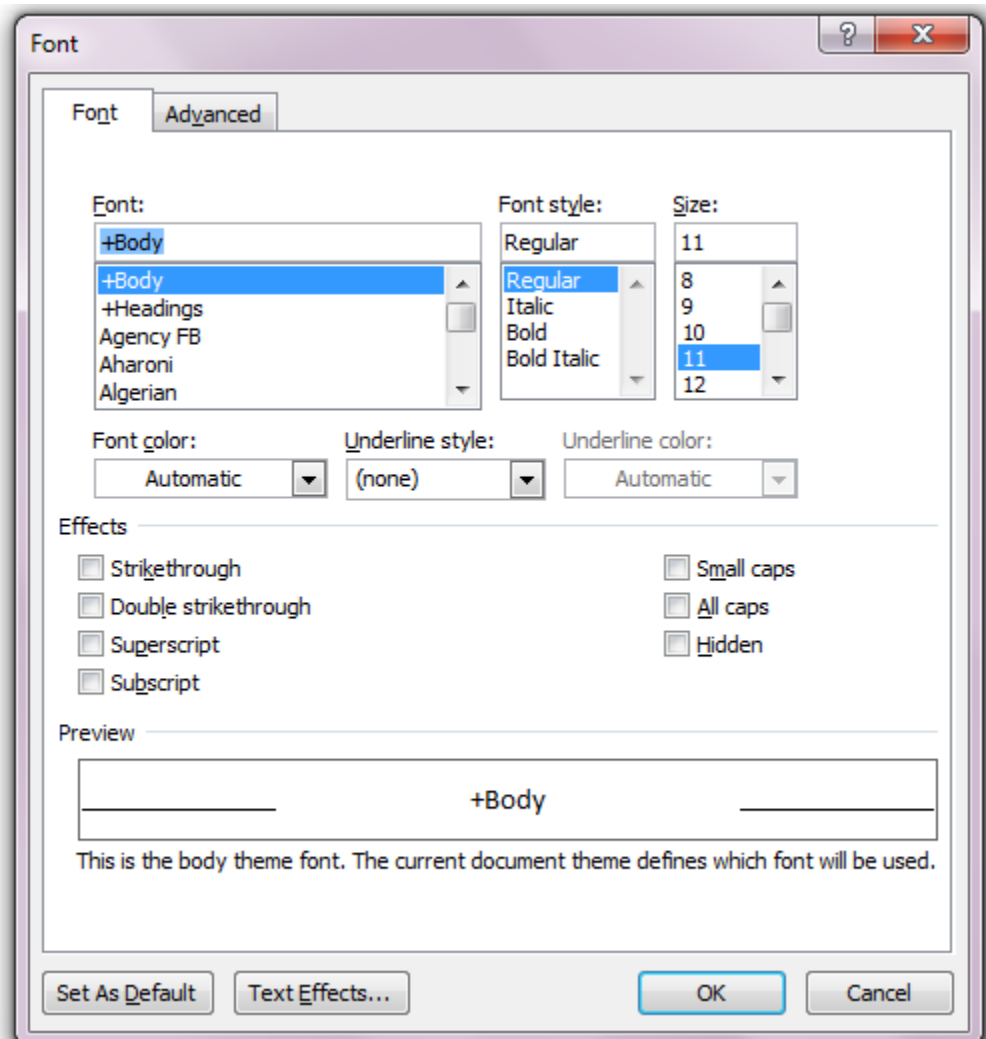 Font
Font Advanced
Font: Font style: Size:
+Body Regular 11
+Body Regular 8
+Headings Italic 9
Agency FB Bold 10
Aharoni Bold Italic 11
Algerian 12
Font color: Underline style: Underline color:
Automatic (none) Automatic
Effects
Strikethrough Small caps
Double strikethrough All caps
Superscript Hidden
Subscript
Preview
+Body
This is the body theme font. The current document theme defines which font will be used.
Set As Default Text Effects... OK Cancel